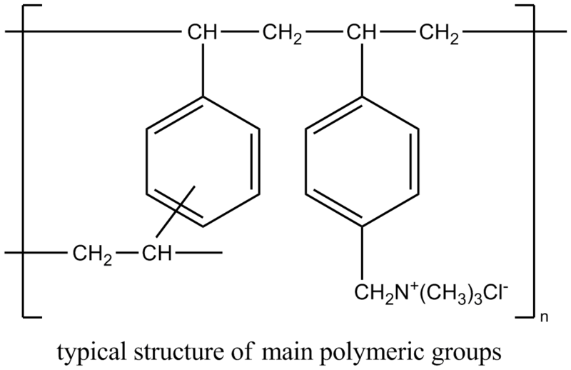 CH CH₂ CH CH₂
CH₂ CH
CH₂N⁺(CH₃)₃Cl⁻
n
typical structure of main polymeric groups